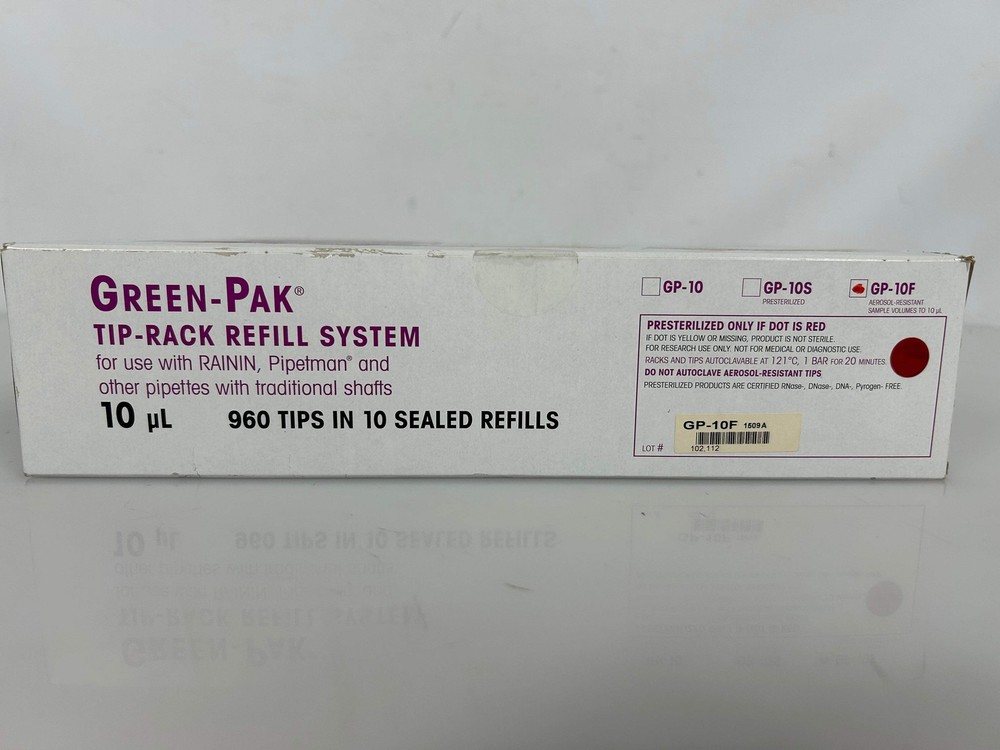 GREEN-PAK®
TIP-RACK REFILL SYSTEM
for use with RAININ, Pipetman® and
other pipettes with traditional shafts
10 µL 960 TIPS IN 10 SEALED REFILLS
GP-10 GP-10S GP-10F
PRESTERILIZED
AEROSOL-RESISTANT
SAMPLE VOLUMES TO 10 µL
PRESTERILIZED ONLY IF DOT IS RED
IF DOT IS YELLOW OR MISSING, PRODUCT IS NOT STERILE.
FOR RESEARCH USE ONLY. NOT FOR MEDICAL OR DIAGNOSTIC USE.
RACKS AND TIPS AUTOCLAVABLE AT 121°C, 1 BAR FOR 20 MINUTES.
DO NOT AUTOCLAVE AEROSOL-RESISTANT TIPS
PRESTERILIZED PRODUCTS ARE CERTIFIED RNase-, DNase-, DNA-, Pyrogen- FREE.
GP-10F 1509A
LOT # 102,112